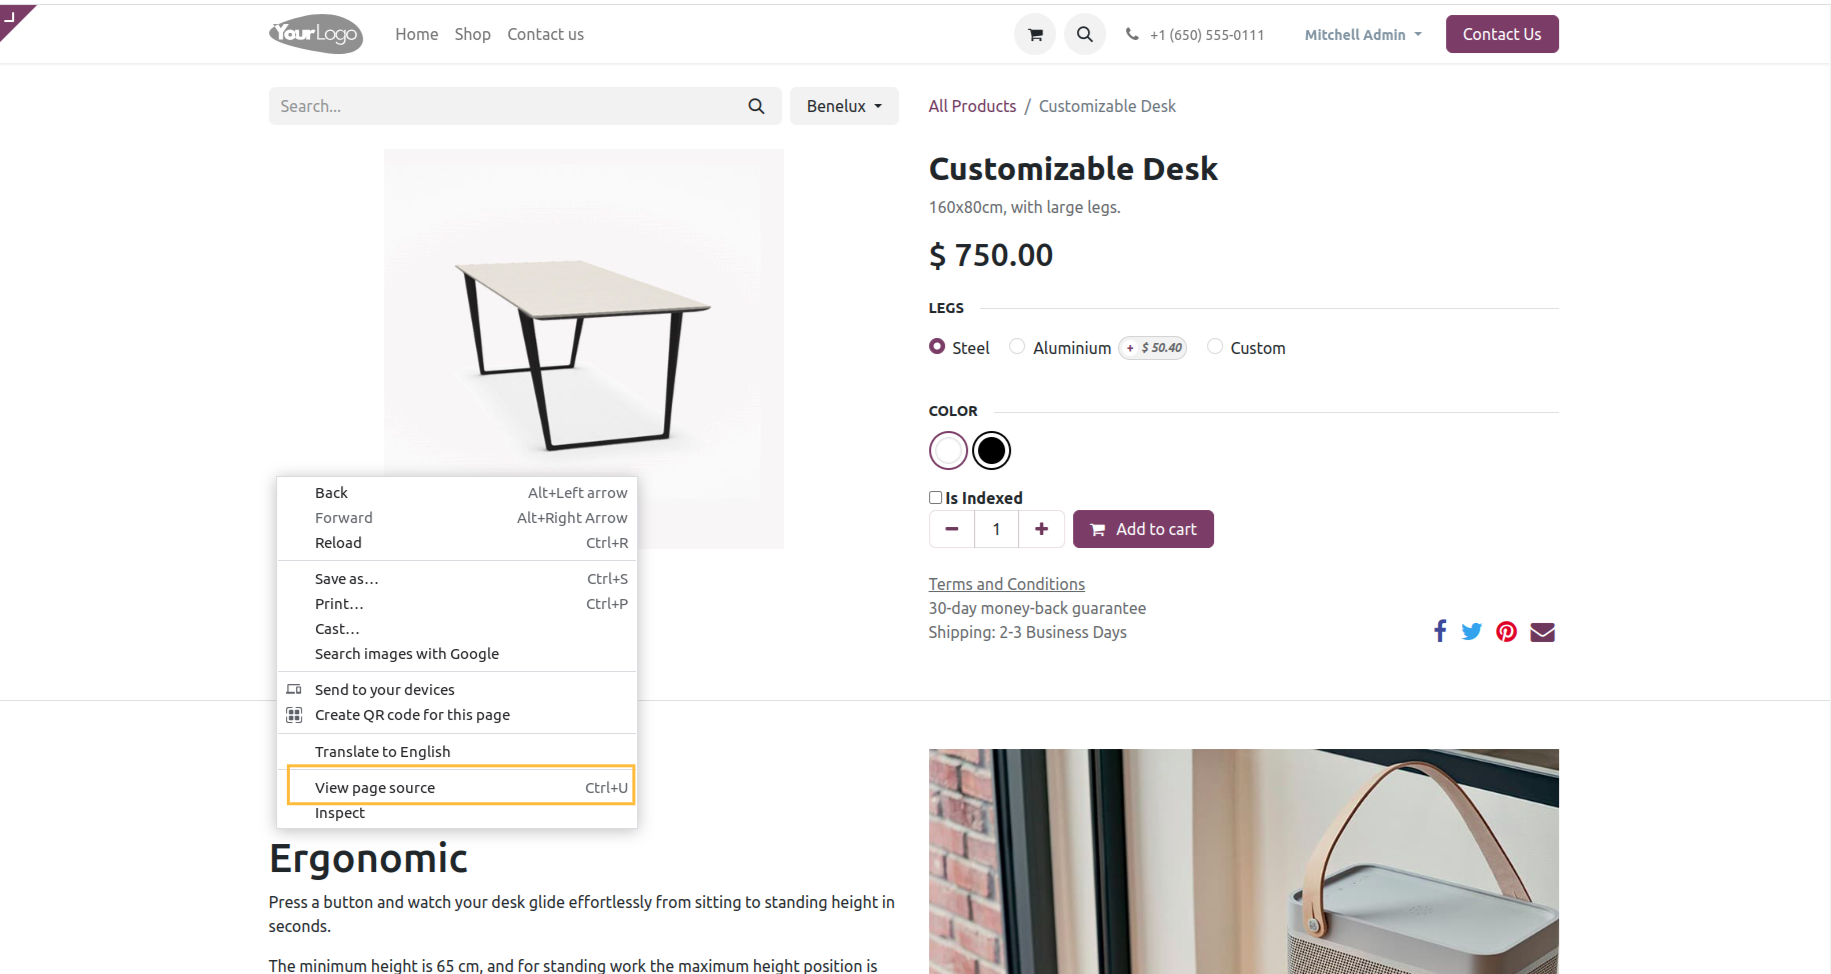 YourLogo
Home Shop Contact us
+1 (650) 555-0111
Mitchell Admin
Contact Us
Search...
Benelux
All Products / Customizable Desk
Customizable Desk
160x80cm, with large legs.
$ 750.00
LEGS
Steel Aluminium + $ 50.40 Custom
COLOR
Is Indexed
− 1 + Add to cart
Terms and Conditions
30-day money-back guarantee
Shipping: 2-3 Business Days
Back Alt+Left arrow
Forward Alt+Right Arrow
Reload Ctrl+R
Save as... Ctrl+S
Print... Ctrl+P
Cast...
Search images with Google
Send to your devices
Create QR code for this page
Translate to English
View page source Ctrl+U
Inspect
Ergonomic
Press a button and watch your desk glide effortlessly from sitting to standing height in
seconds.
The minimum height is 65 cm, and for standing work the maximum height position is